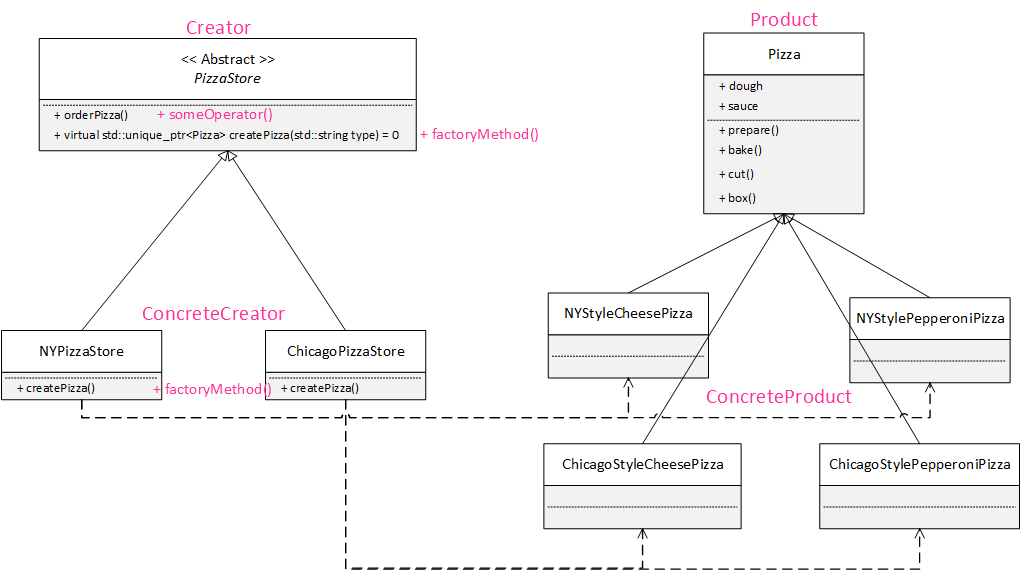 Creator
<< Abstract >>
PizzaStore
+ orderPizza() + someOperator()
+ virtual std::unique_ptr<Pizza> createPizza(std::string type) = 0 + factoryMethod()
Product
Pizza
+ dough
+ sauce
+ prepare()
+ bake()
+ cut()
+ box()
ConcreteCreator
NYPizzaStore
+ createPizza() + factoryMethod()
ChicagoPizzaStore
+ createPizza()
NYStyleCheesePizza
NYStylePepperoniPizza
ConcreteProduct
ChicagoStyleCheesePizza
ChicagoStylePepperoniPizza